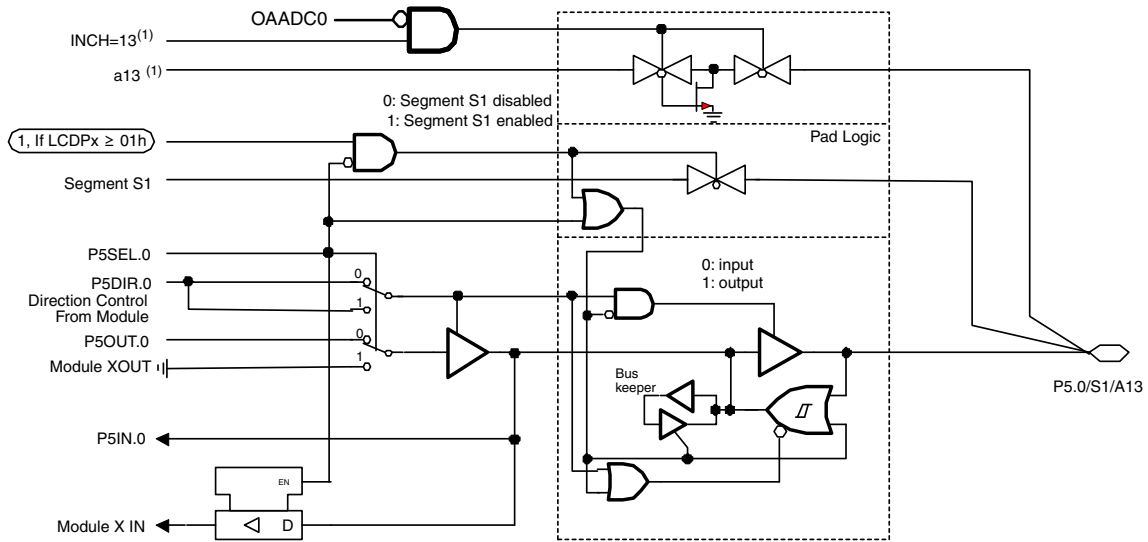 OAADC0
INCH=13(1)
a13 (1)
0: Segment S1 disabled
1: Segment S1 enabled
Pad Logic
1, If LCDPx ≥ 01h
Segment S1
P5SEL.0
0: input
1: output
P5DIR.0
0
Direction Control
From Module
1
P5OUT.0
0
Module XOUT
1
Bus
keeper
P5.0/S1/A13
P5IN.0
EN
Module X IN
D